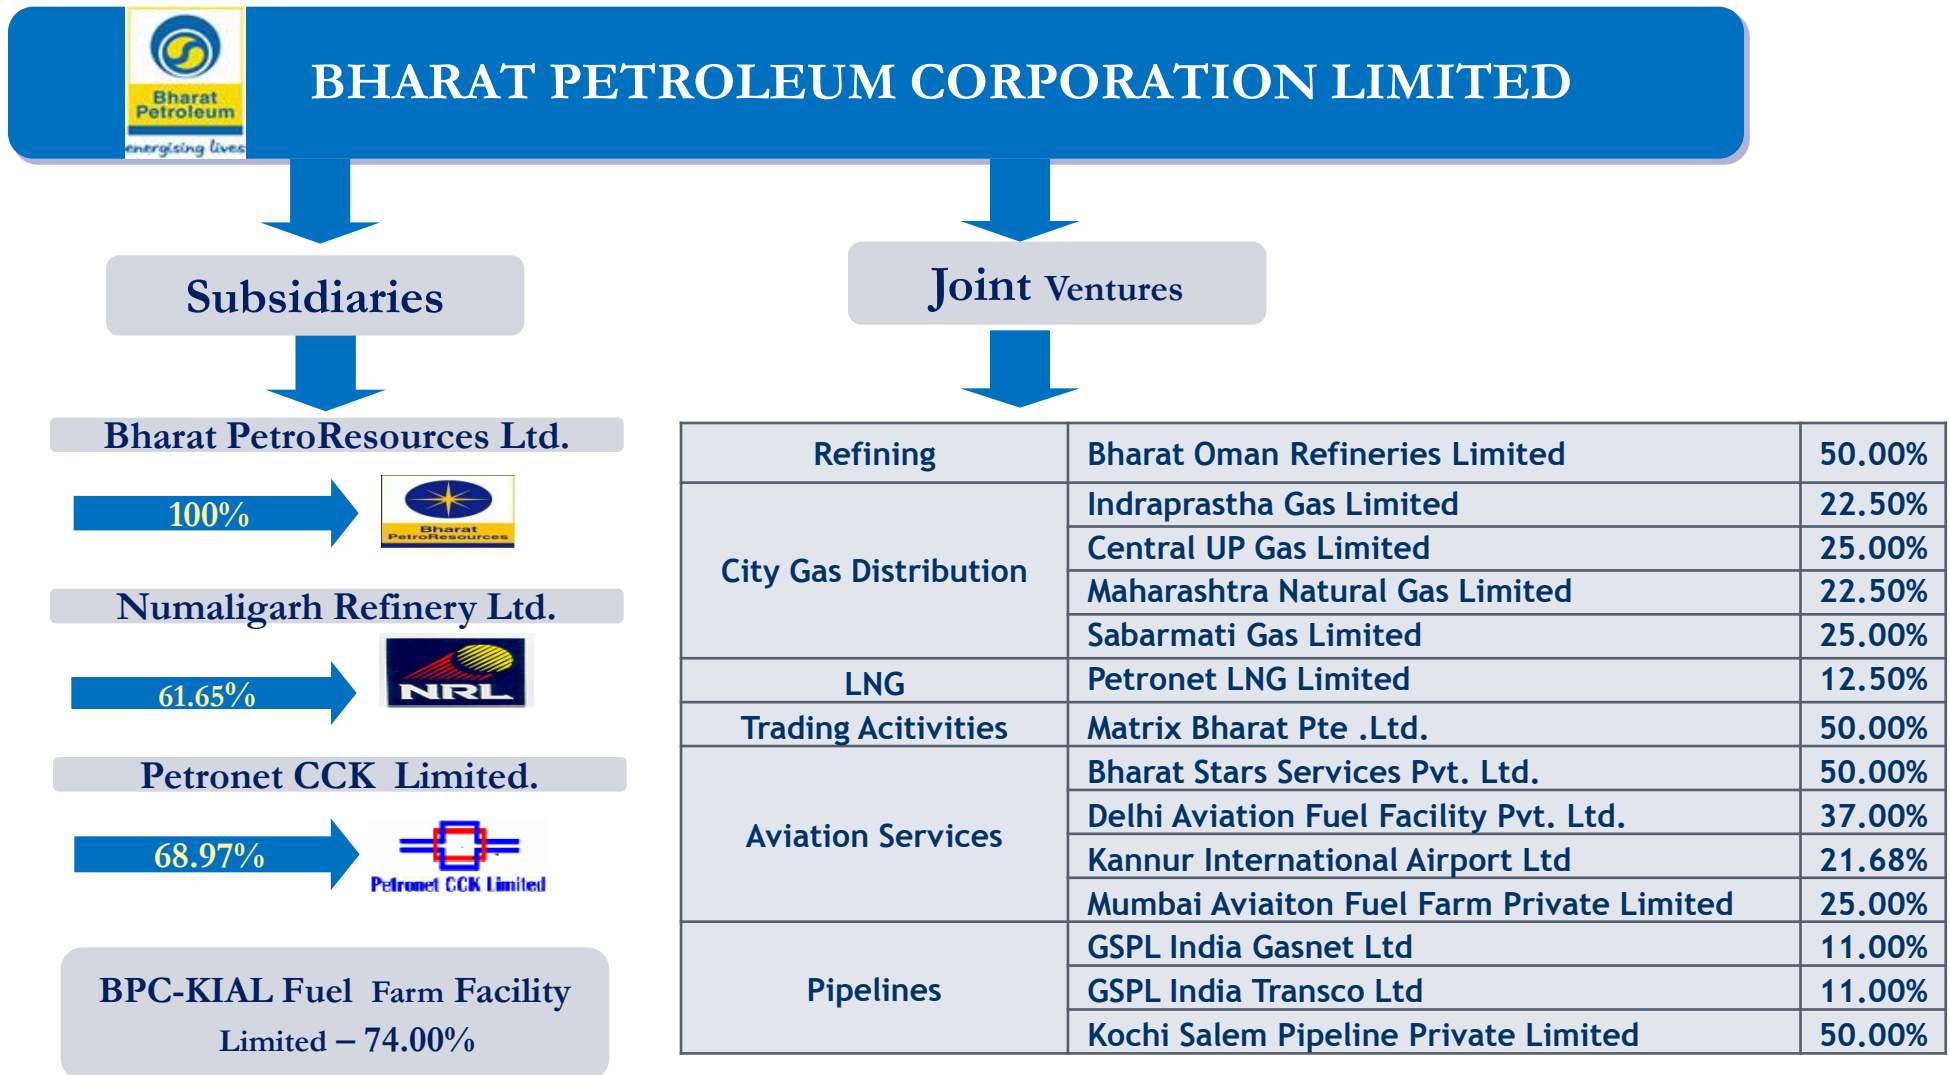 Bharat
Petroleum
energising lives
BHARAT PETROLEUM CORPORATION LIMITED
Subsidiaries
Joint Ventures
Bharat PetroResources Ltd.
100%
Bharat
PetroResources
Numaligarh Refinery Ltd.
61.65%
NRL
Petronet CCK Limited.
68.97%
Petronet CCK Limited
BPC-KIAL Fuel Farm Facility
Limited – 74.00%
Refining Bharat Oman Refineries Limited 50.00%
City Gas Distribution
Indraprastha Gas Limited 22.50%
Central UP Gas Limited 25.00%
Maharashtra Natural Gas Limited 22.50%
Sabarmati Gas Limited 25.00%
LNG Petronet LNG Limited 12.50%
Trading Acitivities Matrix Bharat Pte .Ltd. 50.00%
Aviation Services
Bharat Stars Services Pvt. Ltd. 50.00%
Delhi Aviation Fuel Facility Pvt. Ltd. 37.00%
Kannur International Airport Ltd 21.68%
Mumbai Aviaiton Fuel Farm Private Limited 25.00%
Pipelines
GSPL India Gasnet Ltd 11.00%
GSPL India Transco Ltd 11.00%
Kochi Salem Pipeline Private Limited 50.00%